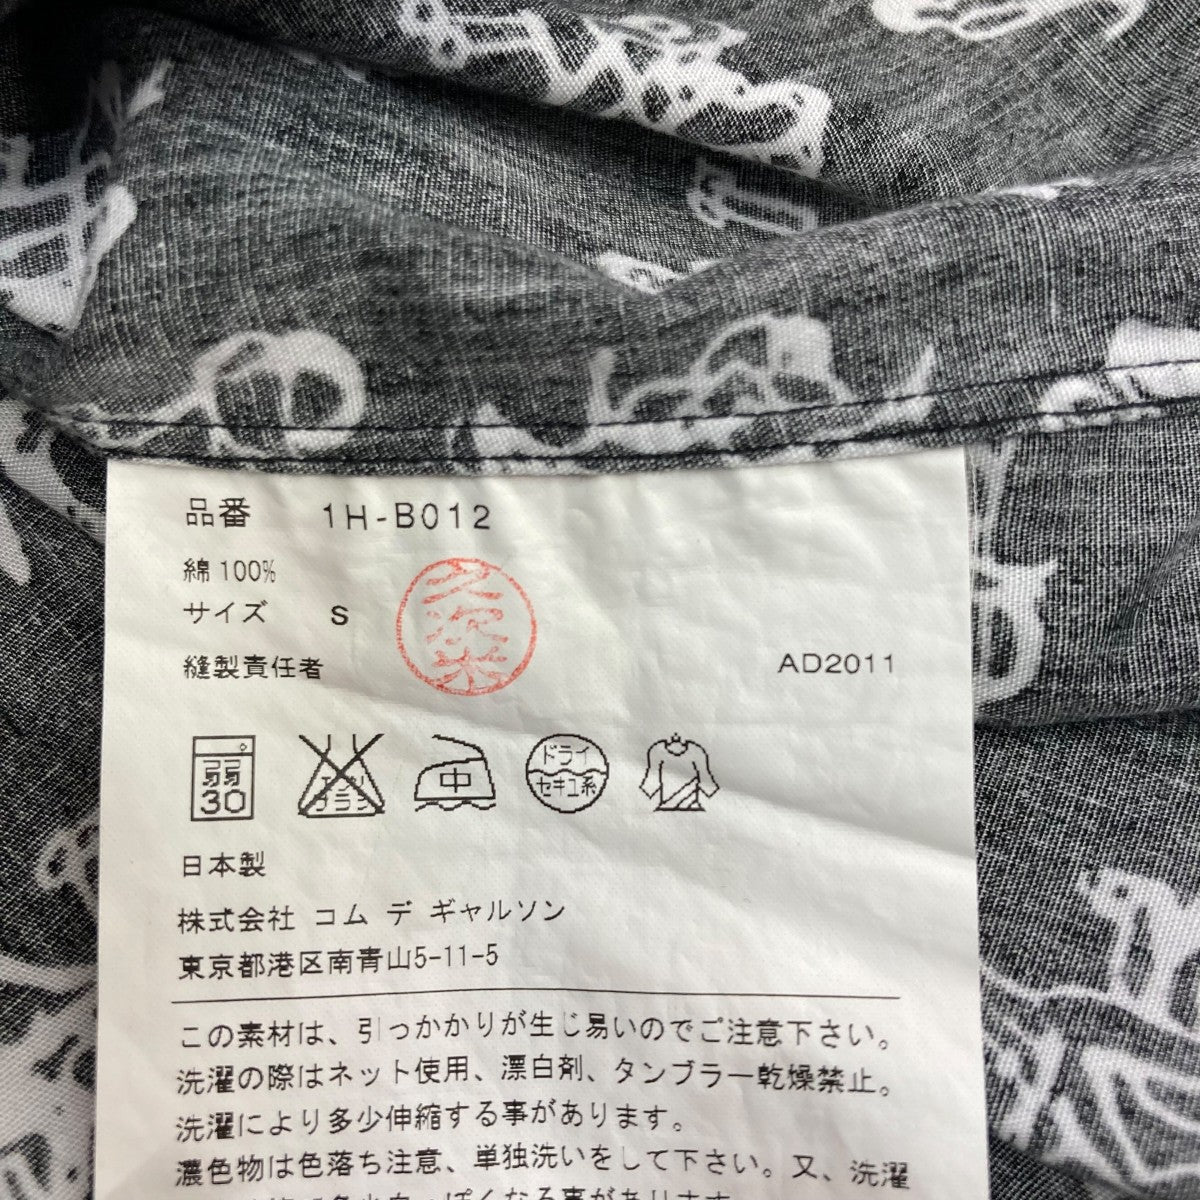 品番 1H-B012
綿 100%
サイズ S
縫製責任者
AD2011
弱
30
エンソ
ブラン
中
ドライ
セキユ系
日本製
株式会社 コム デ ギャルソン
東京都港区南青山5-11-5
この素材は、引っかかりが生じ易いのでご注意下さい。
洗濯の際はネット使用、漂白剤、タンブラー乾燥禁止。
洗濯により多少伸縮する事があります。
濃色物は色落ち注意、単独洗いをして下さい。又、洗濯